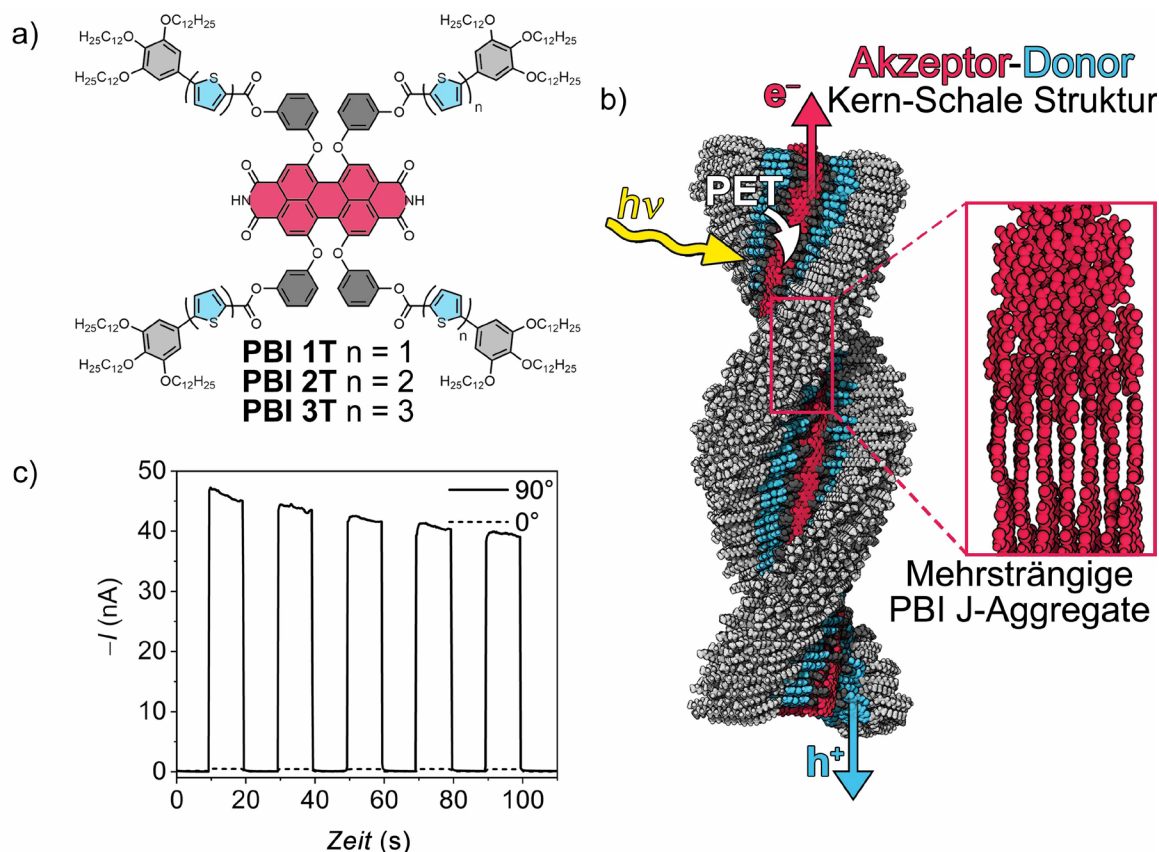 a)
H₂₅C₁₂O OC₁₂H₂₅
H₂₅C₁₂O OC₁₂H₂₅
H₂₅C₁₂O OC₁₂H₂₅
( S ) O O O O ( S ) n
O O
O O
HN NH
O O
O O
( S ) O O O O ( S ) n
H₂₅C₁₂O OC₁₂H₂₅
H₂₅C₁₂O OC₁₂H₂₅
H₂₅C₁₂O OC₁₂H₂₅
PBI 1T n = 1
PBI 2T n = 2
PBI 3T n = 3
b)
Akzeptor-Donor
Kern-Schale Struktur
e⁻
PET
hν
h⁺
Mehrsträngige
PBI J-Aggregate
c)
50
40
30
20
10
0
−I (nA)
90°
0°
0 20 40 60 80 100
Zeit (s)